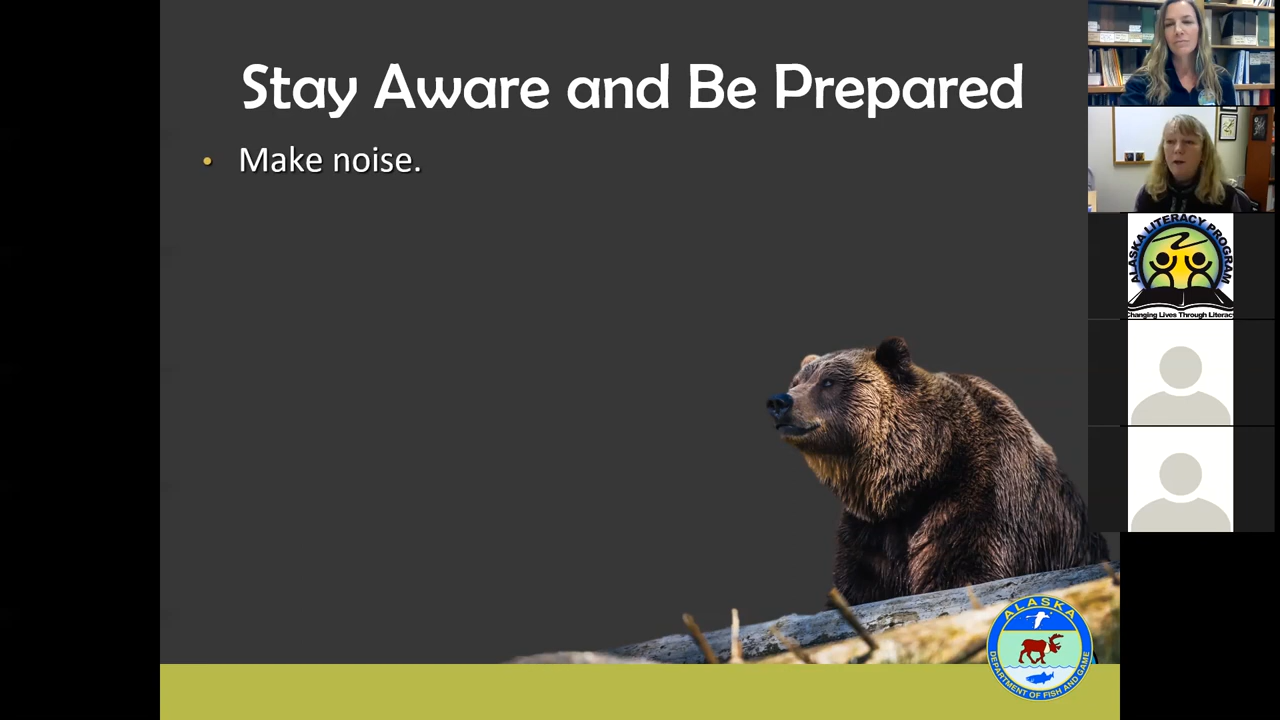 Stay Aware and Be Prepared
• Make noise.
ALASKA LITERACY PROGRAM
Changing Lives Through Literac
ALASKA
DEPARTMENT OF FISH AND GAME